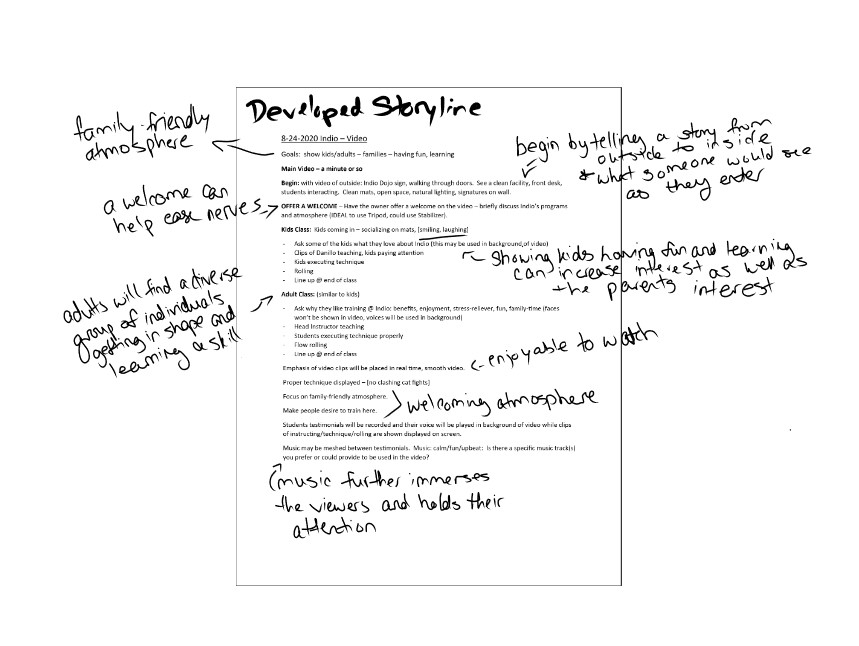 Developed Storyline
family-friendly
atmosphere
8-24-2020 Indio – Video
Goals: show kids/adults – families – having fun, learning
Main Video – a minute or so
begin by telling a story from
outside to inside
& what someone would see
as they enter
Begin: with video of outside; Indio Dojo sign, walking through doors. See a clean facility, front desk,
students interacting. Clean mats, open space, natural lighting, signatures on wall.
a welcome can
help ease nerves
OFFER A WELCOME – Have the owner offer a welcome on the video – briefly discuss Indio's programs
and atmosphere (IDEAL to use Tripod, could use Stabilizer).
Kids Class: Kids coming in – socializing on mats, [smiling, laughing]
- Ask some of the kids what they love about Indio (this may be used in background of video)
- Clips of Danillo teaching, kids paying attention
- Kids executing technique
- Rolling
- Line up @ end of class
Showing kids having fun and learning
can increase interest as well as
the parents interest
adults will find a diverse
group of individuals
getting in shape and
learning a skill
Adult Class: (similar to kids)
- Ask why they like training @ Indio: benefits, enjoyment, stress-reliever, fun, family-time (faces
won't be shown in video, voices will be used in background)
- Head Instructor teaching
- Students executing technique properly
- Flow rolling
- Line up @ end of class
Emphasis of video clips will be placed in real time, smooth video.
enjoyable to watch
Proper technique displayed – [no clashing cat fights]
Focus on family-friendly atmosphere.
Make people desire to train here.
welcoming atmosphere
Students testimonials will be recorded and their voice will be played in background of video while clips
of instructing/technique/rolling are shown displayed on screen.
Music may be meshed between testimonials. Music: calm/fun/upbeat: Is there a specific music track(s)
you prefer or could provide to be used in the video?
music further immerses
the viewers and holds their
attention